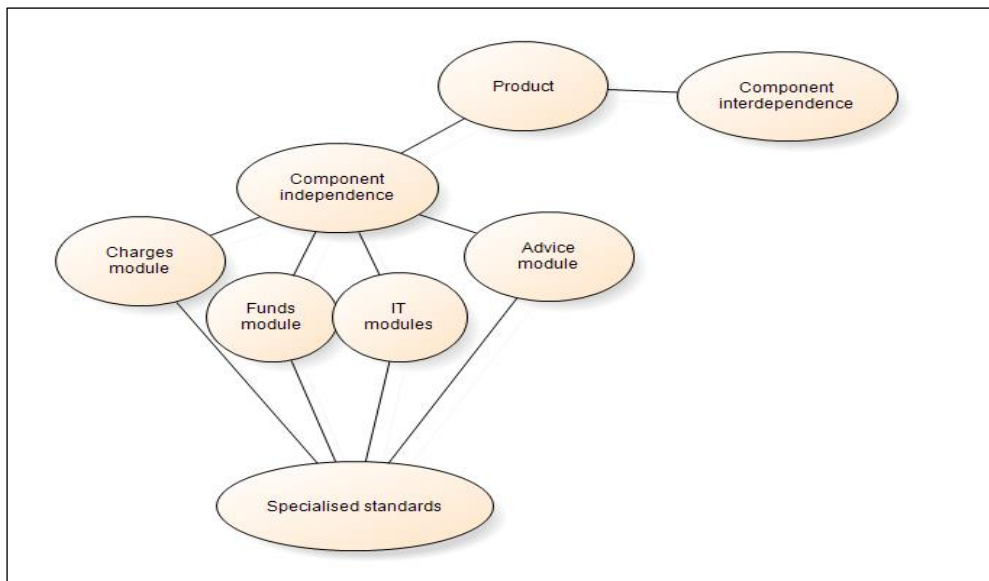 Product
Component
interdependence
Component
independence
Charges
module
Advice
module
Funds
module
IT
modules
Specialised standards